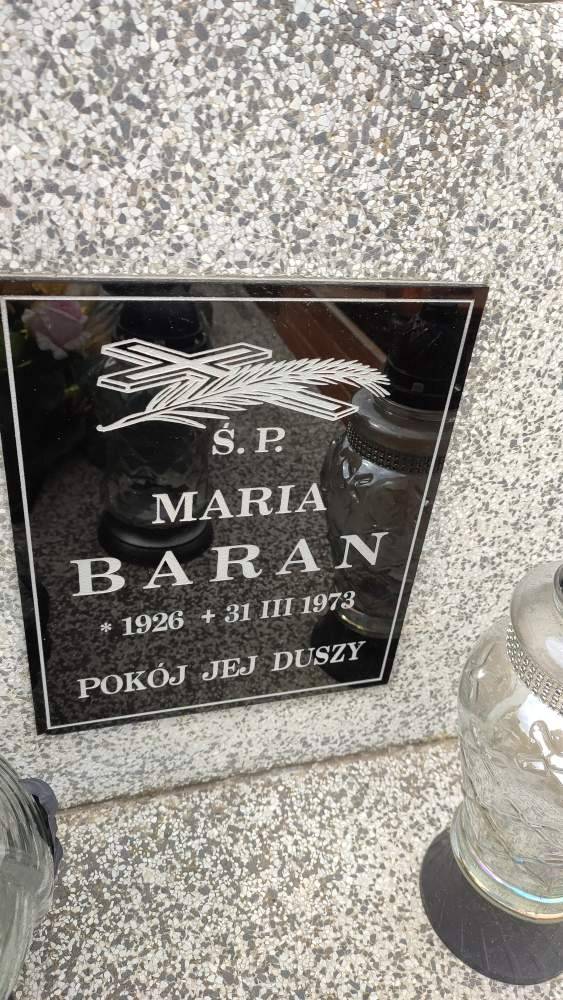 Ś. P.
MARIA
BARAN
* 1926 + 31 III 1973
POKÓJ JEJ DUSZY